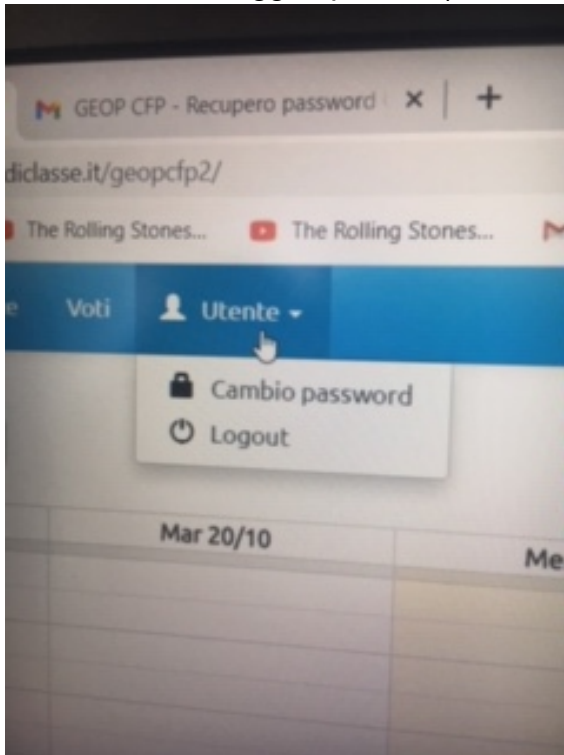 GEOP CFP - Recupero password
diclasse.it/geopcfp2/
The Rolling Stones... The Rolling Stones...
e Voti Utente
Cambio password
Logout
Mar 20/10 Me